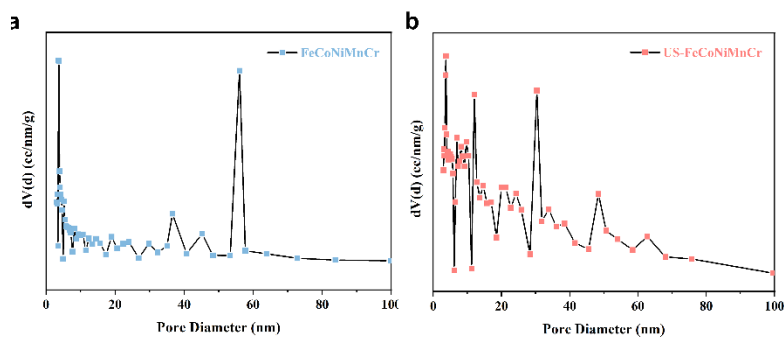 a
FeCoNiMnCr
dV(d) (cc/nm/g)
0 20 40 60 80 100
Pore Diameter (nm)
b
US-FeCoNiMnCr
dV(d) (cc/nm/g)
0 20 40 60 80 100
Pore Diameter (nm)